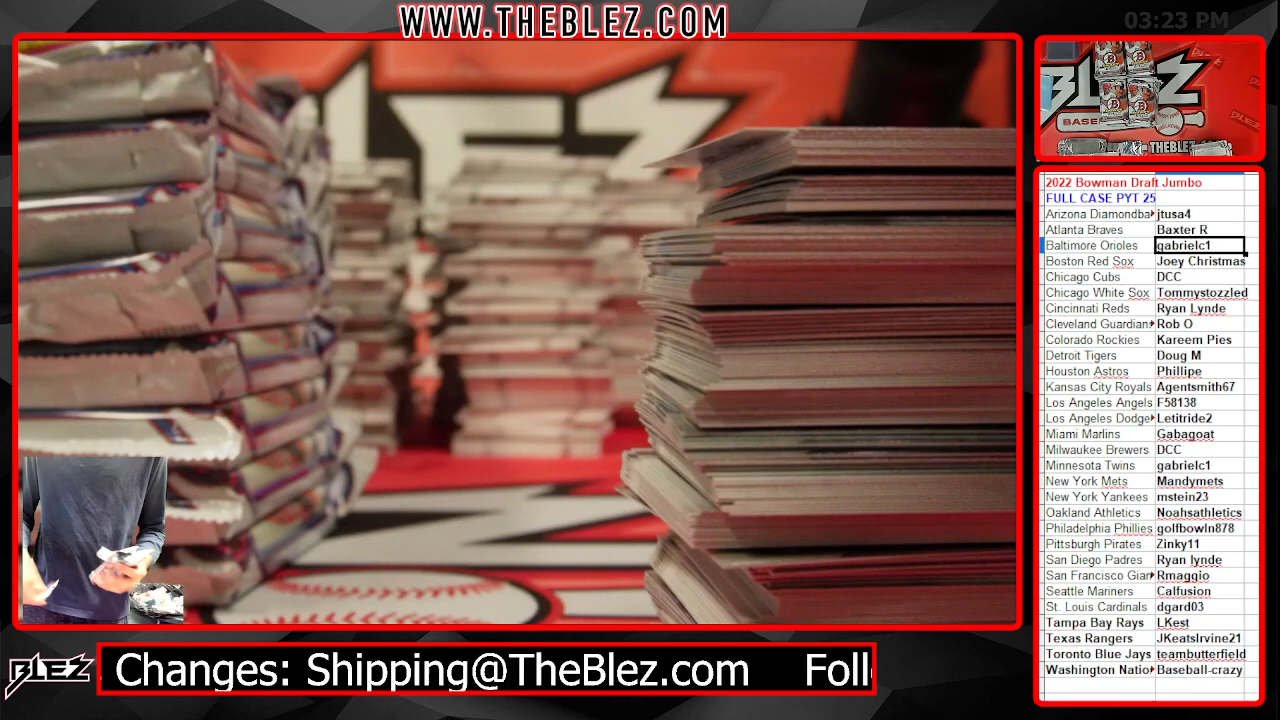 WWW.THEBLEZ.COM
03:23 PM
BLEZ
BASE
THEBLEZ
2022 Bowman Draft Jumbo
FULL CASE PYT 25
Arizona Diamondba jtusa4
Atlanta Braves Baxter R
Baltimore Orioles gabrielc1
Boston Red Sox Joey Christmas
Chicago Cubs DCC
Chicago White Sox Tommystozzled
Cincinnati Reds Ryan Lynde
Cleveland Guardian Rob O
Colorado Rockies Kareem Pies
Detroit Tigers Doug M
Houston Astros Phillipe
Kansas City Royals Agentsmith67
Los Angeles Angels F58138
Los Angeles Dodge Letitride2
Miami Marlins Gabagoat
Milwaukee Brewers DCC
Minnesota Twins gabrielc1
New York Mets Mandymets
New York Yankees mstein23
Oakland Athletics Noahsathletics
Philadelphia Phillies golfbowln878
Pittsburgh Pirates Zinky11
San Diego Padres Ryan lynde
San Francisco Gian Rmaggio
Seattle Mariners Calfusion
St. Louis Cardinals dgard03
Tampa Bay Rays LKest
Texas Rangers JKeatsIrvine21
Toronto Blue Jays teambutterfield
Washington Natio Baseball-crazy
BLEZ
Changes: Shipping@TheBlez.com Foll